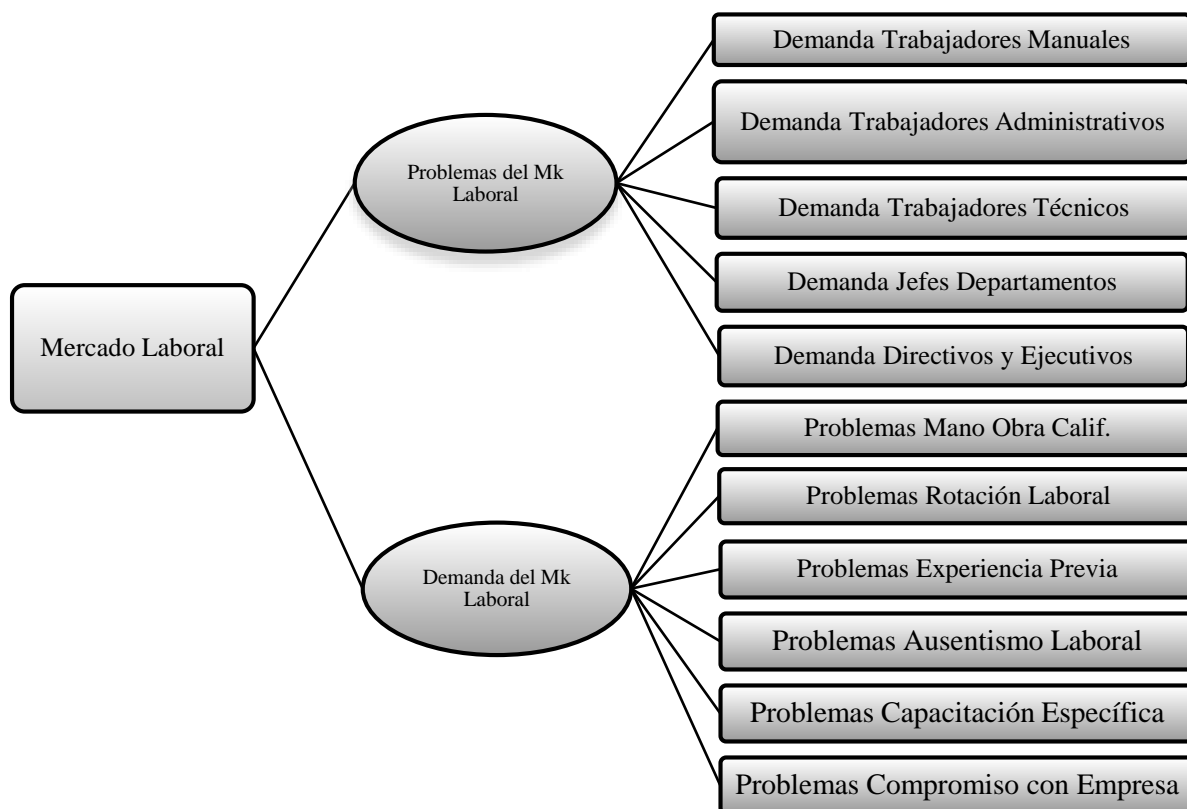 Mercado Laboral
Problemas del Mk
Laboral
Demanda Trabajadores Manuales
Demanda Trabajadores Administrativos
Demanda Trabajadores Técnicos
Demanda Jefes Departamentos
Demanda Directivos y Ejecutivos
Demanda del Mk
Laboral
Problemas Mano Obra Calif.
Problemas Rotación Laboral
Problemas Experiencia Previa
Problemas Ausentismo Laboral
Problemas Capacitación Específica
Problemas Compromiso con Empresa